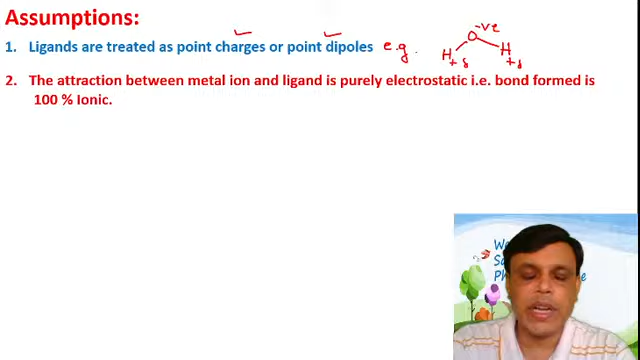 Assumptions:
1. Ligands are treated as point charges or point dipoles e.g.
-ve
O
H H
+δ +δ
2. The attraction between metal ion and ligand is purely electrostatic i.e. bond formed is
100 % Ionic.